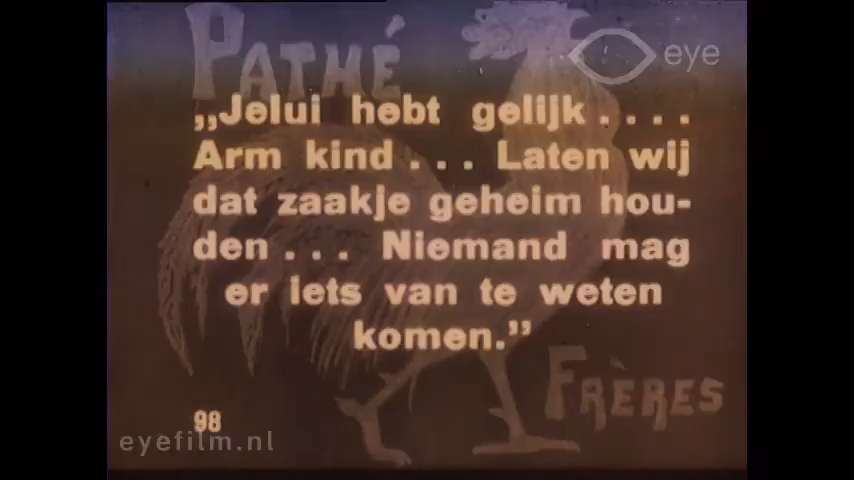 PATHÉ
eye
„Jelui hebt gelijk . . . .
Arm kind . . . Laten wij
dat zaakje geheim hou-
den . . . Niemand mag
er iets van te weten
komen.”
FRÈRES
98
eyefilm.nl